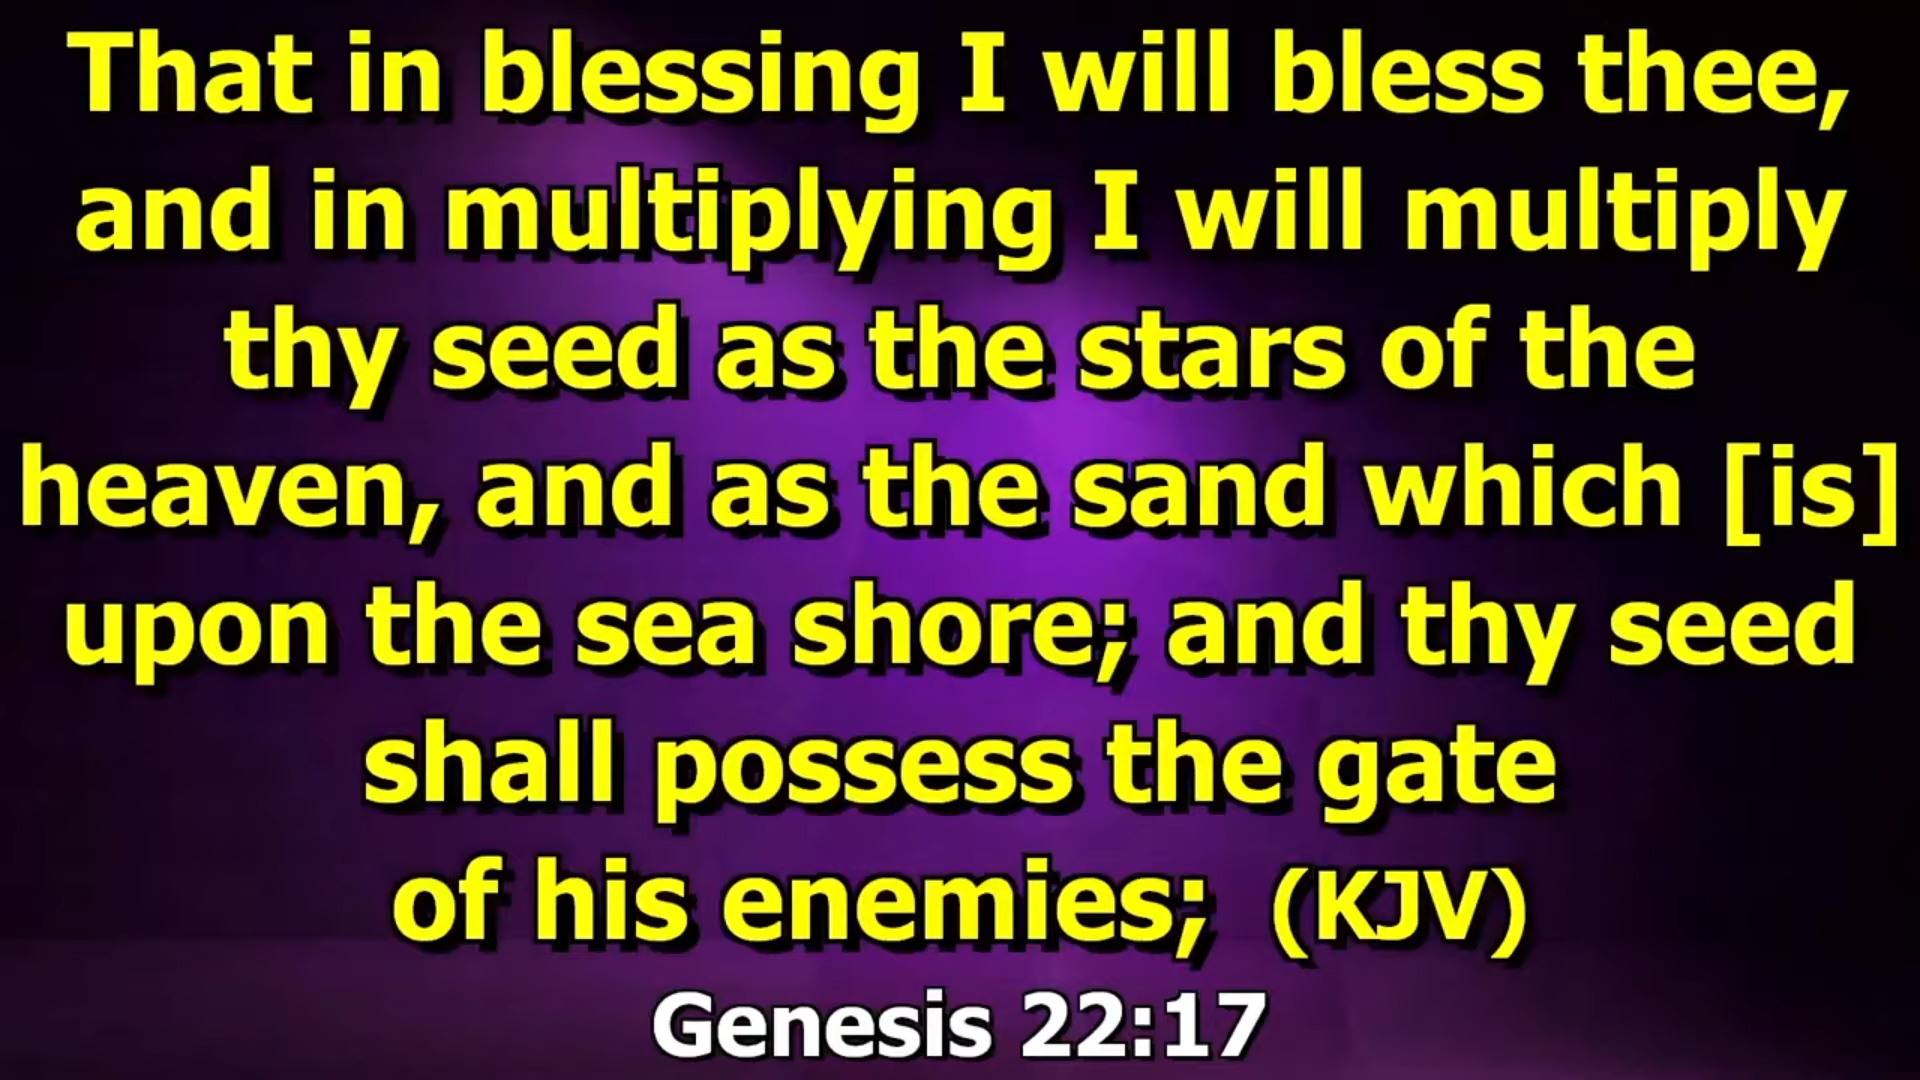 That in blessing I will bless thee,
and in multiplying I will multiply
thy seed as the stars of the
heaven, and as the sand which [is]
upon the sea shore; and thy seed
shall possess the gate
of his enemies; (KJV)
Genesis 22:17